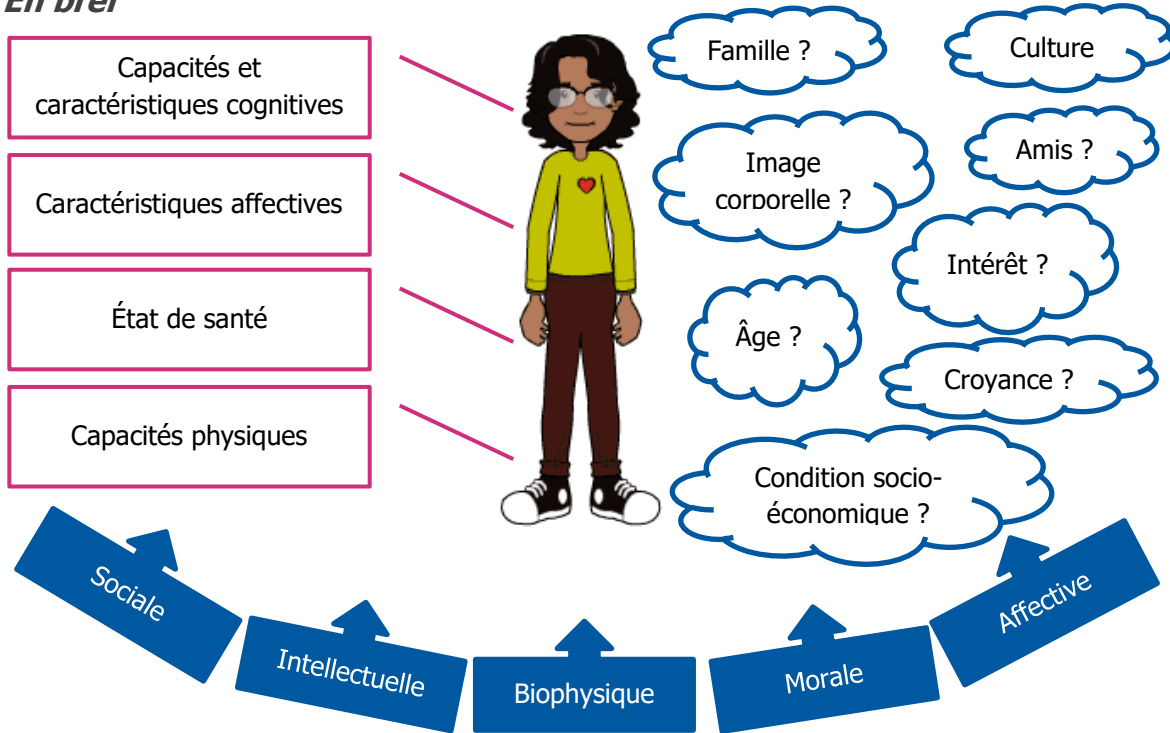 En bref
Capacités et
caractéristiques cognitives
Caractéristiques affectives
État de santé
Capacités physiques
Famille ?
Culture
Image
corporelle ?
Amis ?
Intérêt ?
Âge ?
Croyance ?
Condition socio-
économique ?
Sociale
Intellectuelle
Biophysique
Morale
Affective